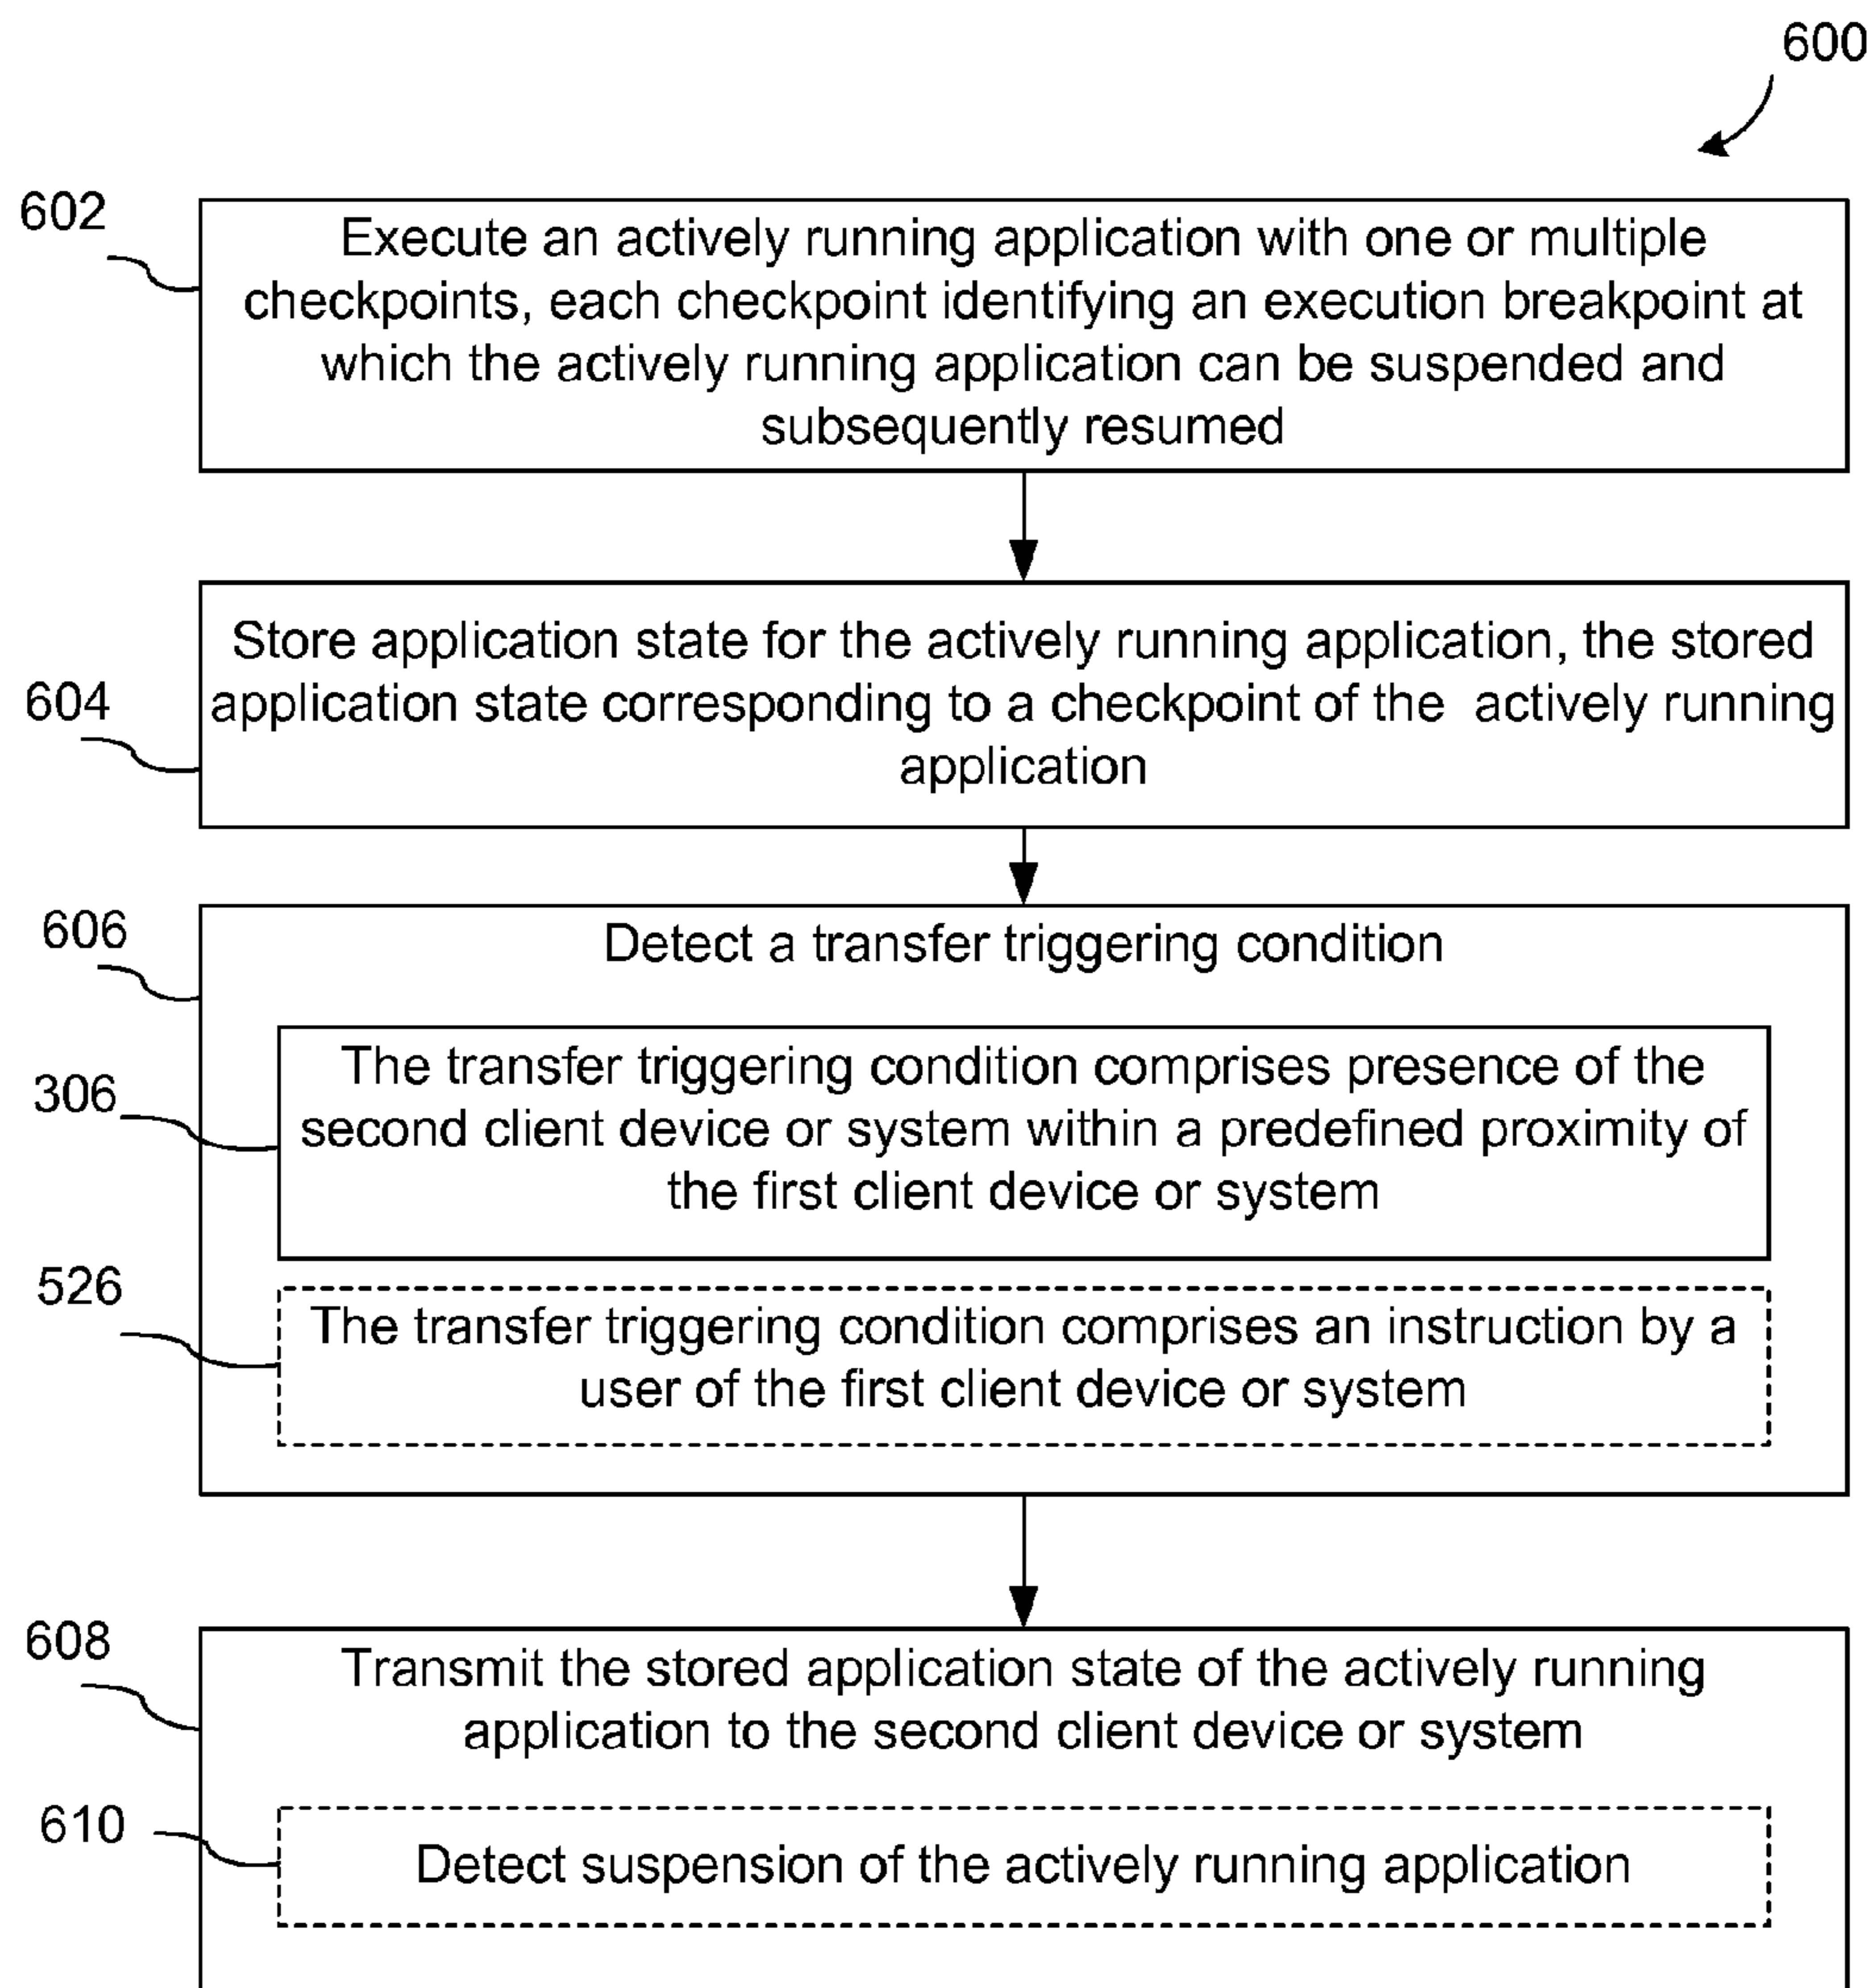 600
602
Execute an actively running application with one or multiple
checkpoints, each checkpoint identifying an execution breakpoint at
which the actively running application can be suspended and
subsequently resumed
604
Store application state for the actively running application, the stored
application state corresponding to a checkpoint of the actively running
application
606
Detect a transfer triggering condition
306
The transfer triggering condition comprises presence of the
second client device or system within a predefined proximity of
the first client device or system
526
The transfer triggering condition comprises an instruction by a
user of the first client device or system
608
Transmit the stored application state of the actively running
application to the second client device or system
610
Detect suspension of the actively running application